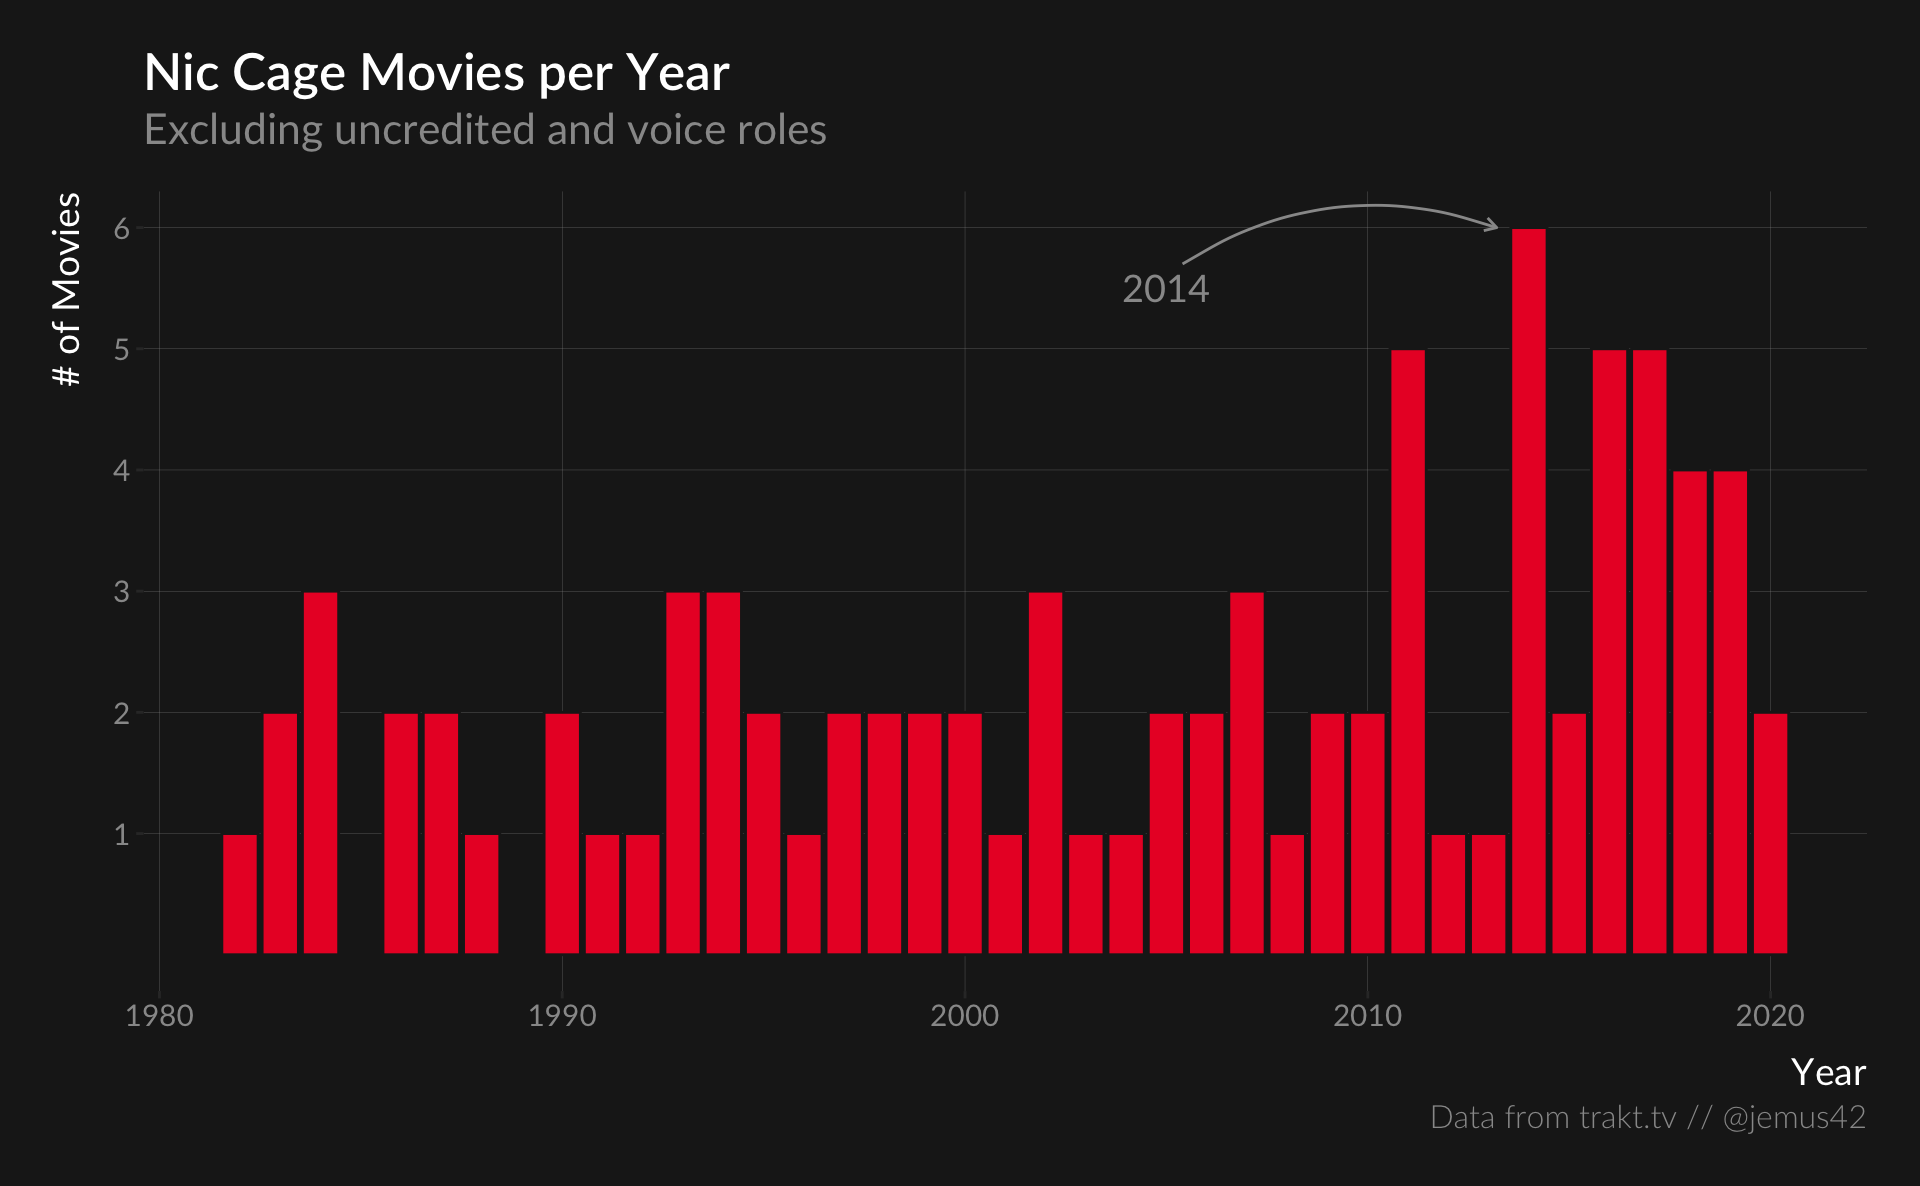 Nic Cage Movies per Year
Excluding uncredited and voice roles
# of Movies
6
5
4
3
2
1
2014
1980 1990 2000 2010 2020
Year
Data from trakt.tv // @jemus42